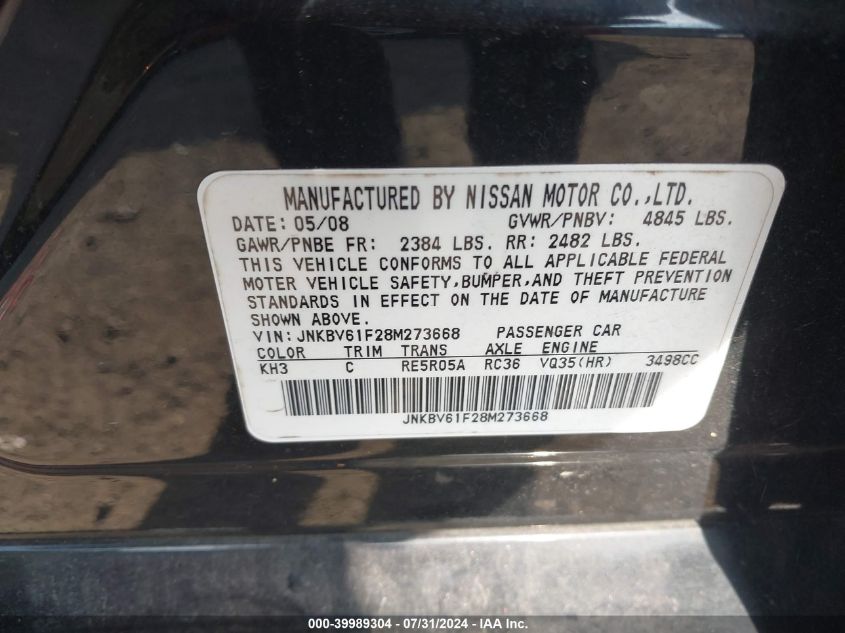 MANUFACTURED BY NISSAN MOTOR CO.,LTD.
DATE: 05/08 GVWR/PNBV: 4845 LBS.
GAWR/PNBE FR: 2384 LBS. RR: 2482 LBS.
THIS VEHICLE CONFORMS TO ALL APPLICABLE FEDERAL
MOTER VEHICLE SAFETY,BUMPER,AND THEFT PREVENTION
STANDARDS IN EFFECT ON THE DATE OF MANUFACTURE
SHOWN ABOVE.
VIN:JNKBV61F28M273668 PASSENGER CAR
COLOR TRIM TRANS AXLE ENGINE
KH3 C RE5R05A RC36 VQ35(HR) 3498CC
JNKBV61F28M273668
000-39989304 - 07/31/2024 - IAA Inc.